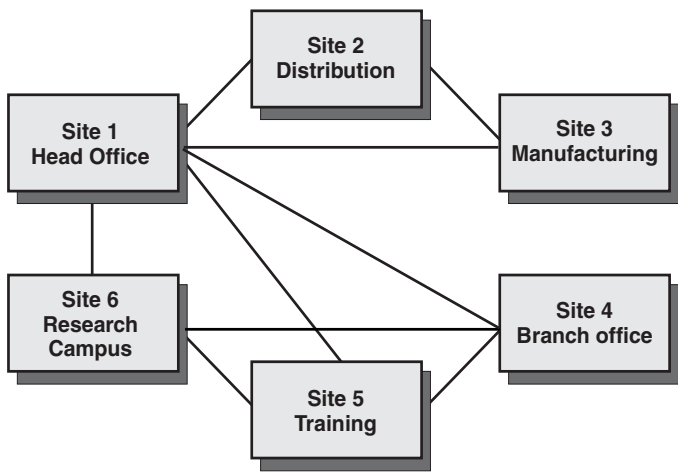 Site 2
Distribution
Site 1
Head Office
Site 3
Manufacturing
Site 6
Research
Campus
Site 4
Branch office
Site 5
Training